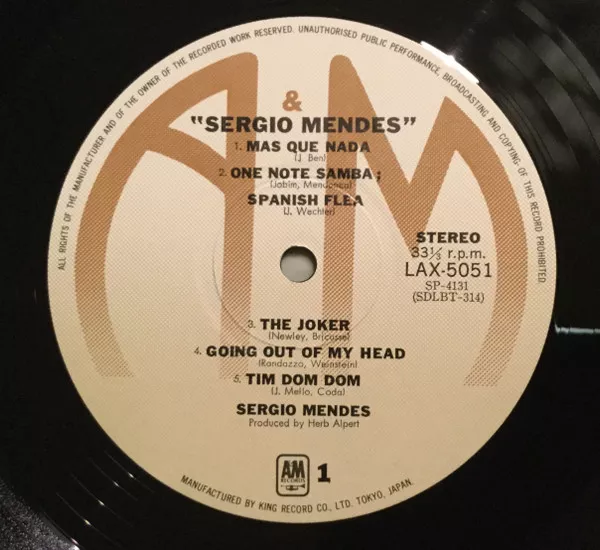 ALL RIGHTS OF THE MANUFACTURER AND OF THE OWNER OF THE RECORDED WORK RESERVED. UNAUTHORISED PUBLIC PERFORMANCE, BROADCASTING AND COPYING OF THIS RECORD PROHIBITED
A&M
"SERGIO MENDES"
1. MAS QUE NADA
(J. Ben)
2. ONE NOTE SAMBA;
(Jobim, Mendonca)
SPANISH FLEA
(J. Wechter)
STEREO
33⅓ r.p.m.
LAX-5051
SP-4131
(SDLBT-314)
3. THE JOKER
(Newley, Bricusse)
4. GOING OUT OF MY HEAD
(Randazzo, Weinstein)
5. TIM DOM DOM
(J. Mello, Coda)
SERGIO MENDES
Produced by Herb Alpert
A&M
RECORDS
1
MANUFACTURED BY KING RECORD CO., LTD. TOKYO, JAPAN.